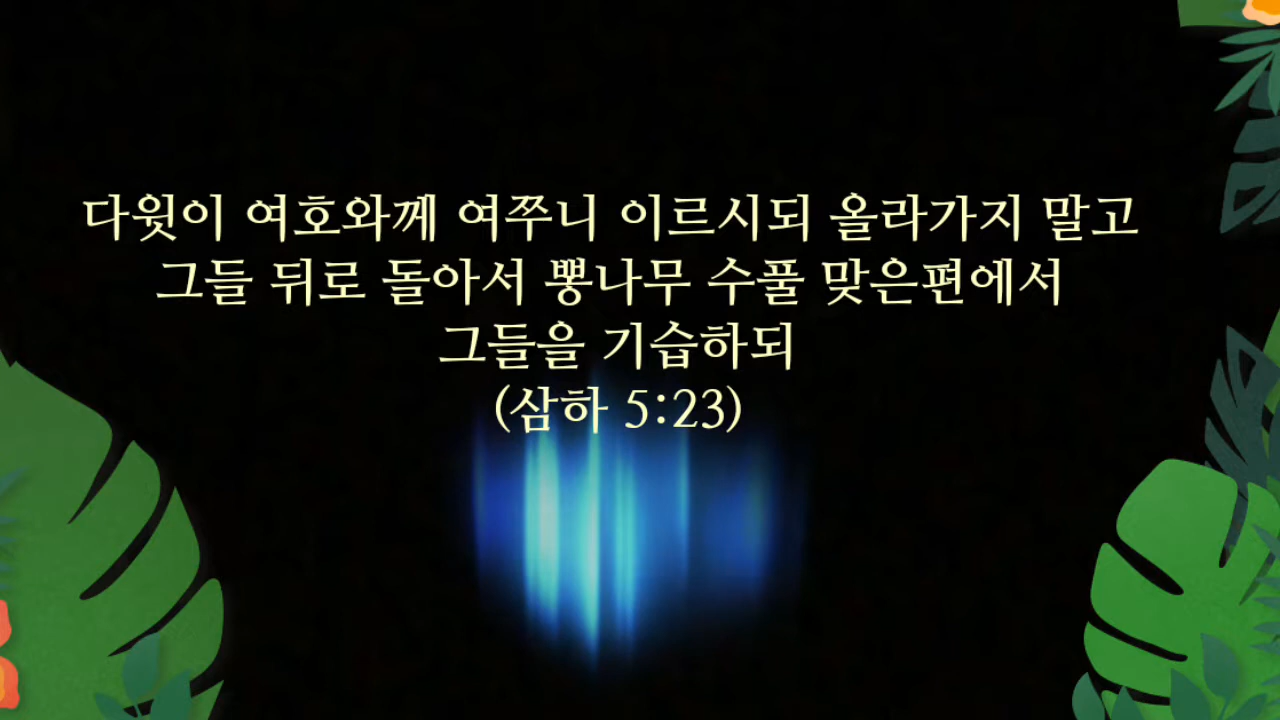 다윗이 여호와께 여쭈니 이르시되 올라가지 말고
그들 뒤로 돌아서 뽕나무 수풀 맞은편에서
그들을 기습하되
(삼하 5:23)